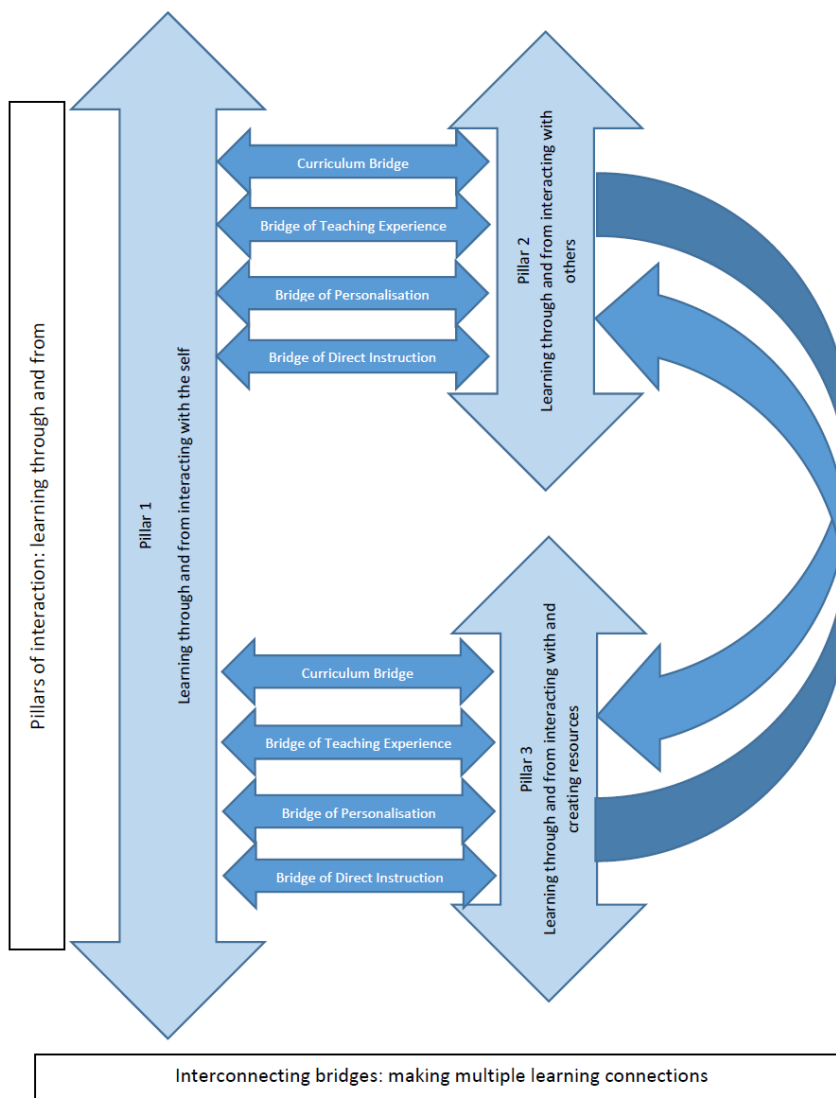 Pillars of interaction: learning through and from
Pillar 1
Learning through and from interacting with the self
Curriculum Bridge
Bridge of Teaching Experience
Bridge of Personalisation
Bridge of Direct Instruction
Pillar 2
Learning through and from interacting with
others
Curriculum Bridge
Bridge of Teaching Experience
Bridge of Personalisation
Bridge of Direct Instruction
Pillar 3
Learning through and from interacting with and
creating resources
Interconnecting bridges: making multiple learning connections